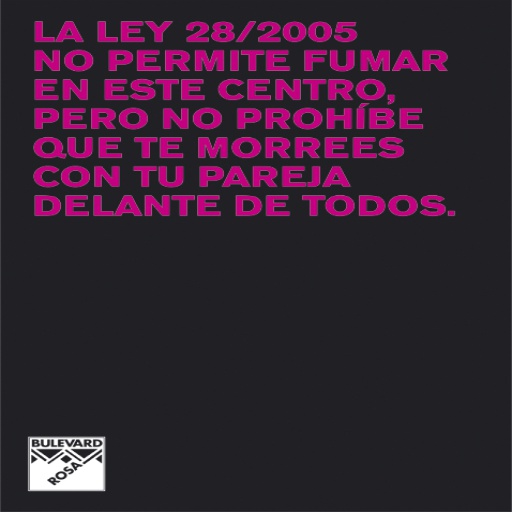 LA LEY 28/2005
NO PERMITE FUMAR
EN ESTE CENTRO,
PERO NO PROHÍBE
QUE TE MORREES
CON TU PAREJA
DELANTE DE TODOS.
BULEVARD
ROSA